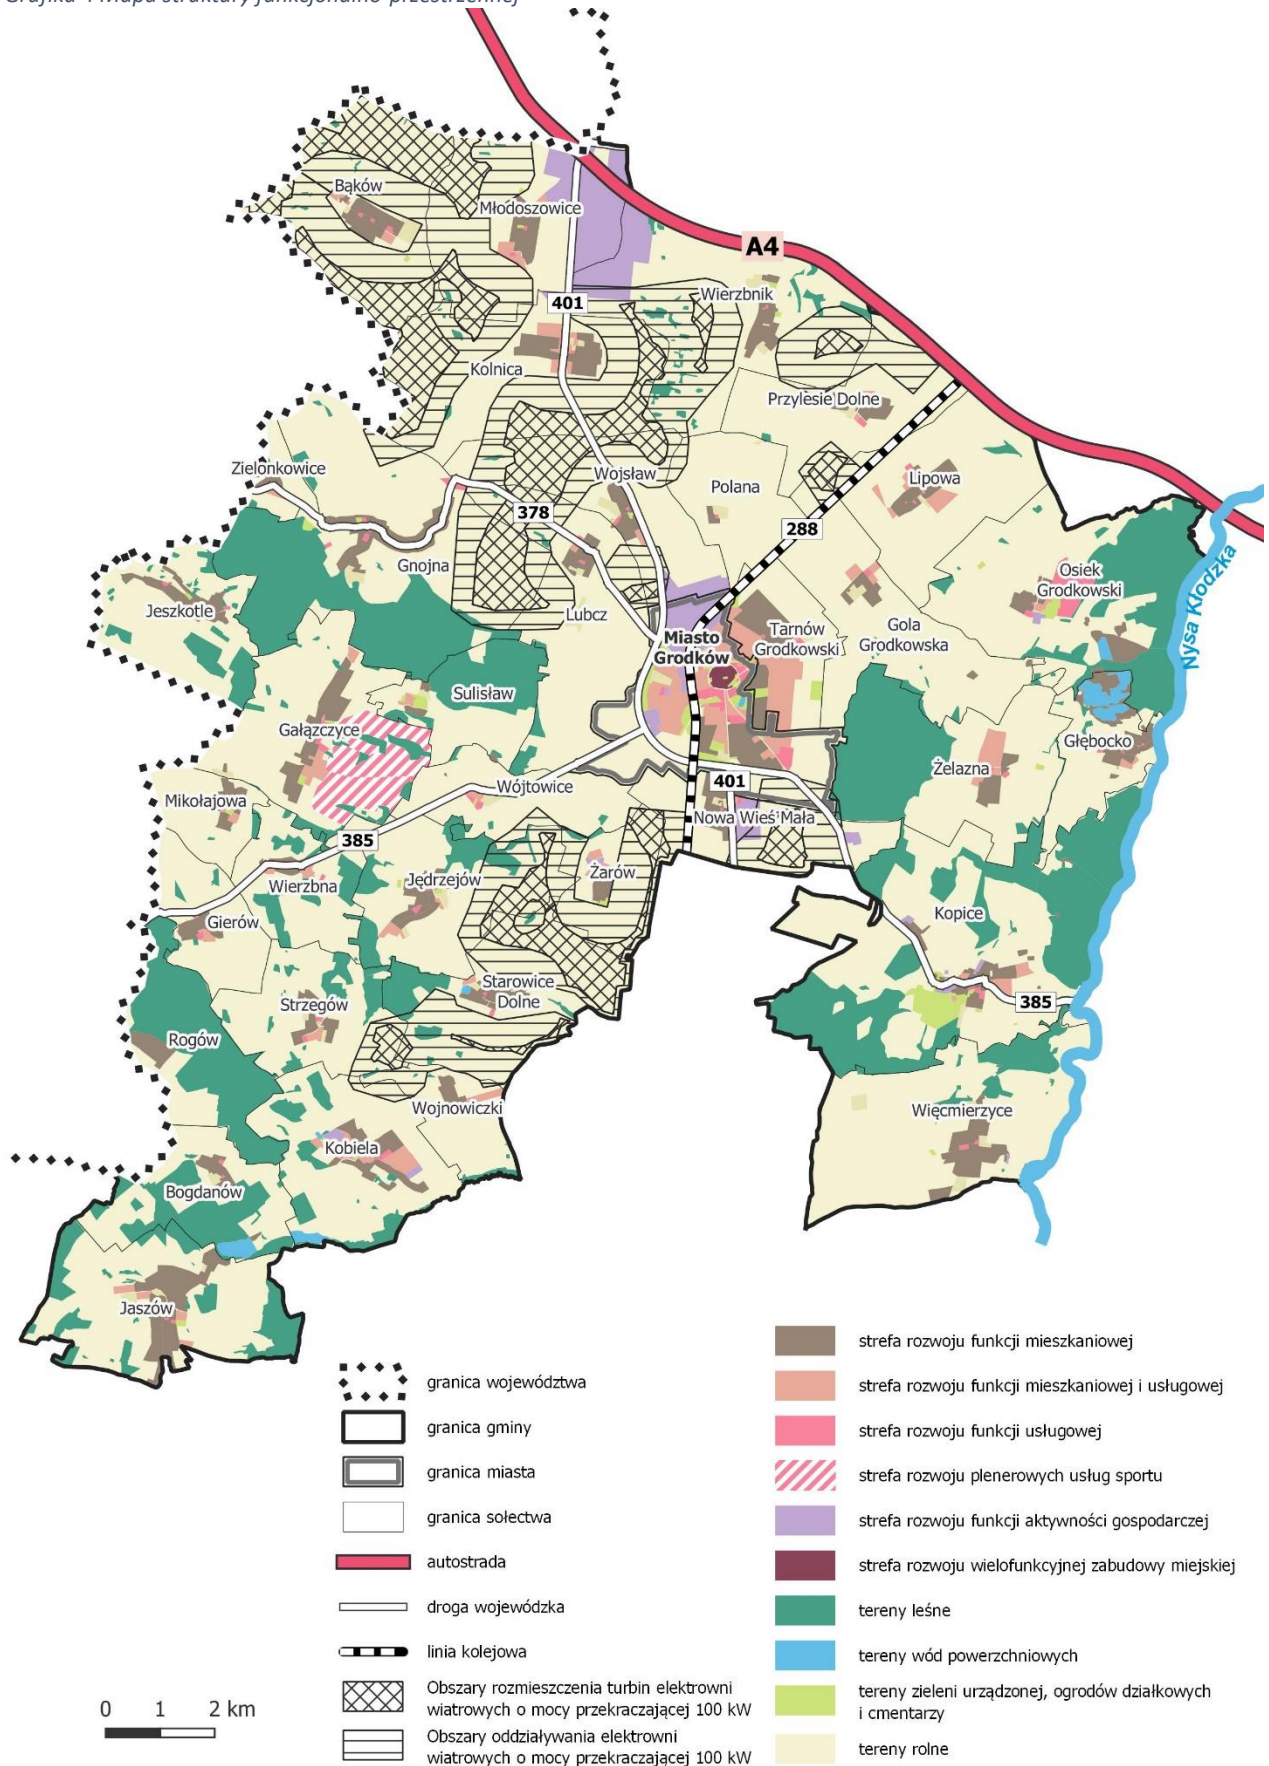 Grafika 4 Mapa struktury funkcjonalno-przestrzennej
A4
Bąków
Młodoszowice
401
Wierzbnik
Kolnica
Przylesie Dolne
Zielonkowice
Wojsław
Polana
Lipowa
378
288
Gnojna
Osiek
Grodkowski
Nysa Kłodzka
Jeszkotle
Lubcz
Miasto
Grodków
Tarnów
Grodkowski
Gola
Grodkowska
Sulisław
Gałązczyce
Głębocko
Żelazna
Mikołajowa
Wójtowice
401
Nowa Wieś Mała
385
Wierzbna
Jędrzejów
Żarów
Gierów
Kopice
Starowice
Dolne
385
Strzegów
Rogów
Wojnowiczki
Więcmierzyce
Kobiela
Bogdanów
Jaszów
granica województwa
granica gminy
granica miasta
granica sołectwa
autostrada
droga wojewódzka
linia kolejowa
Obszary rozmieszczenia turbin elektrowni
wiatrowych o mocy przekraczającej 100 kW
Obszary oddziaływania elektrowni
wiatrowych o mocy przekraczającej 100 kW
strefa rozwoju funkcji mieszkaniowej
strefa rozwoju funkcji mieszkaniowej i usługowej
strefa rozwoju funkcji usługowej
strefa rozwoju plenerowych usług sportu
strefa rozwoju funkcji aktywności gospodarczej
strefa rozwoju wielofunkcyjnej zabudowy miejskiej
tereny leśne
tereny wód powierzchniowych
tereny zieleni urządzonej, ogrodów działkowych
i cmentarzy
tereny rolne
0 1 2 km